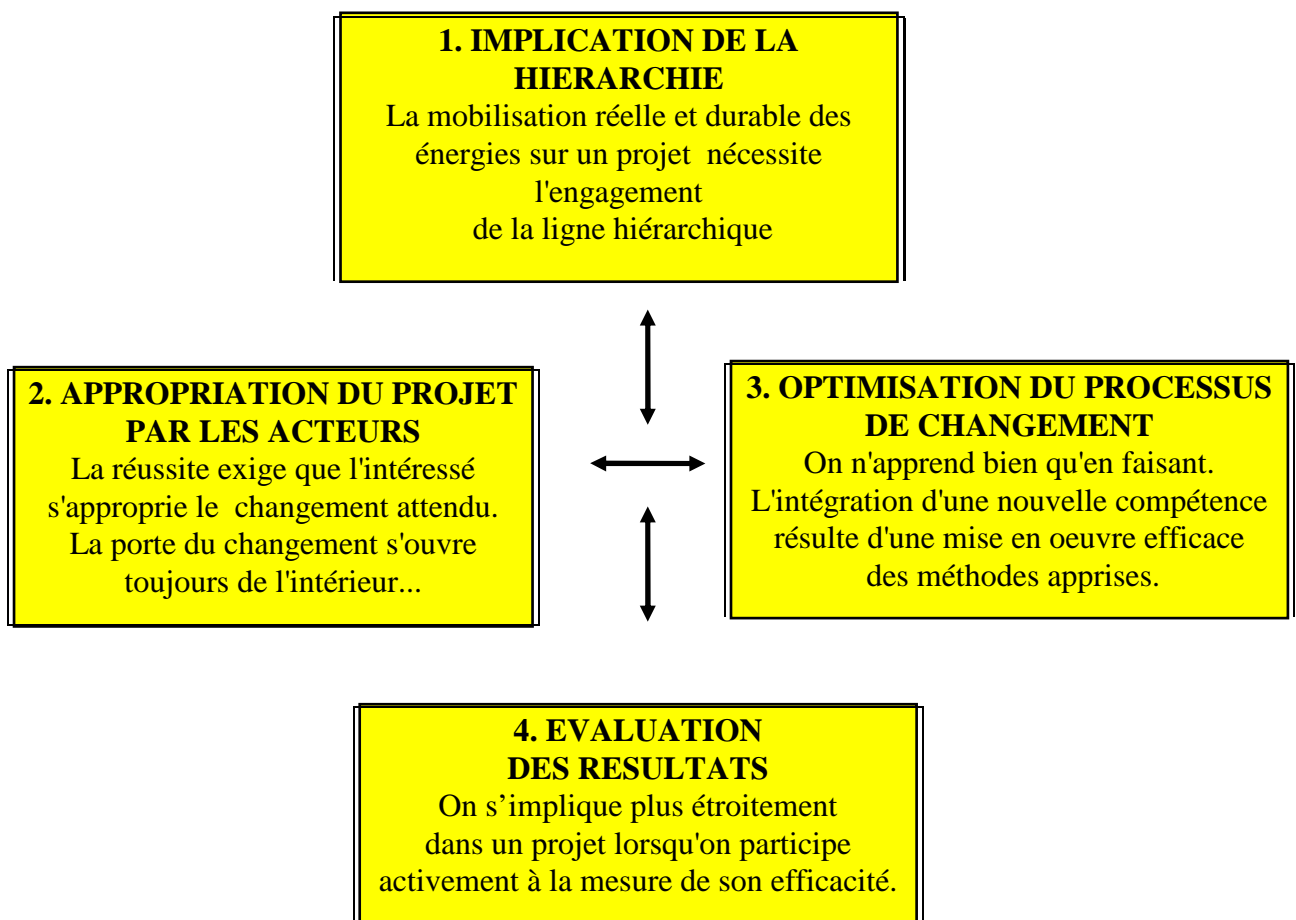 1. IMPLICATION DE LA
HIERARCHIE
La mobilisation réelle et durable des
énergies sur un projet  nécessite
l'engagement
de la ligne hiérarchique
2. APPROPRIATION DU PROJET
PAR LES ACTEURS
La réussite exige que l'intéressé
s'approprie le  changement attendu.
La porte du changement s'ouvre
toujours de l'intérieur...
3. OPTIMISATION DU PROCESSUS
DE CHANGEMENT
On n'apprend bien qu'en faisant.
L'intégration d'une nouvelle compétence
résulte d'une mise en oeuvre efficace
des méthodes apprises.
4. EVALUATION
DES RESULTATS
On s’implique plus étroitement
dans un projet lorsqu'on participe
activement à la mesure de son efficacité.